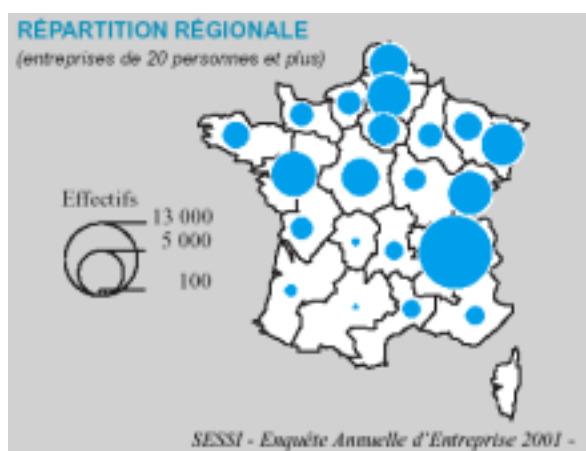 RÉPARTITION RÉGIONALE
(entreprises de 20 personnes et plus)
Effectifs
13 000
5 000
100
SESSI - Enquête Annuelle d'Entreprise 2001 -